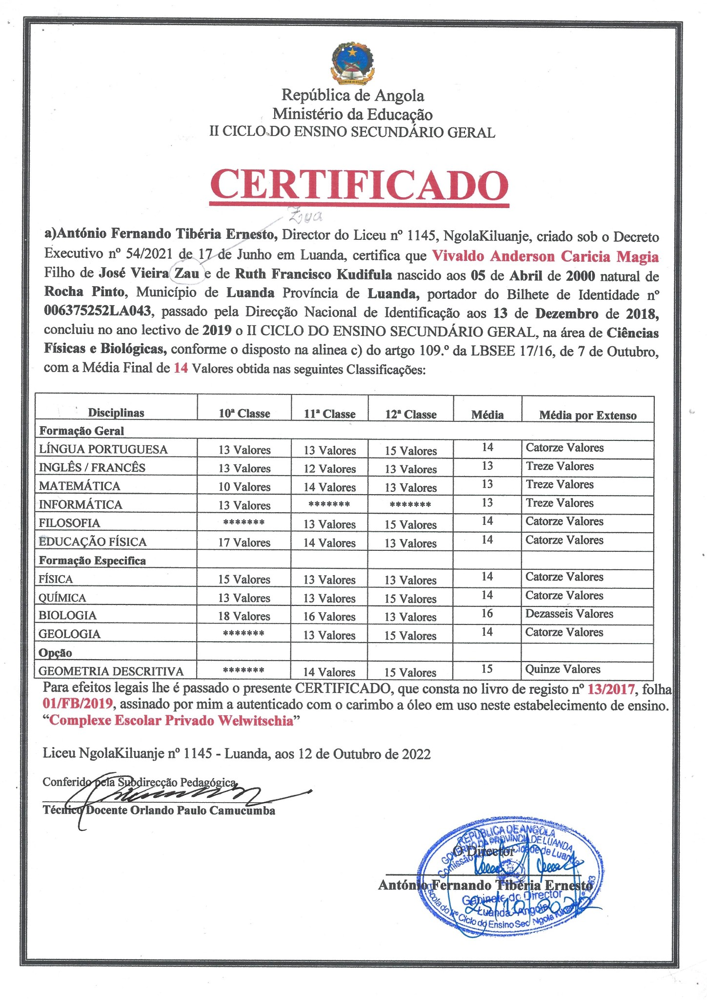 República de Angola
Ministério da Educação
II CICLO DO ENSINO SECUNDÁRIO GERAL
CERTIFICADO
Zua
a)António Fernando Tibéria Ernesto, Director do Liceu nº 1145, NgolaKiluanje, criado sob o Decreto
Executivo nº 54/2021 de 17 de Junho em Luanda, certifica que Vivaldo Anderson Caricia Magia
Filho de José Vieira Zau e de Ruth Francisco Kudifula nascido aos 05 de Abril de 2000 natural de
Rocha Pinto, Município de Luanda Província de Luanda, portador do Bilhete de Identidade nº
006375252LA043, passado pela Direcção Nacional de Identificação aos 13 de Dezembro de 2018,
concluiu no ano lectivo de 2019 o II CICLO DO ENSINO SECUNDÁRIO GERAL, na área de Ciências
Físicas e Biológicas, conforme o disposto na alinea c) do artgo 109.º da LBSEE 17/16, de 7 de Outubro,
com a Média Final de 14 Valores obtida nas seguintes Classificações:
Disciplinas 10ª Classe 11ª Classe 12ª Classe Média Média por Extenso
Formação Geral
LÍNGUA PORTUGUESA 13 Valores 13 Valores 15 Valores 14 Catorze Valores
INGLÊS / FRANCÊS 13 Valores 12 Valores 13 Valores 13 Treze Valores
MATEMÁTICA 10 Valores 14 Valores 13 Valores 13 Treze Valores
INFORMÁTICA 13 Valores ******* ******* 13 Treze Valores
FILOSOFIA ******* 13 Valores 15 Valores 14 Catorze Valores
EDUCAÇÃO FÍSICA 17 Valores 14 Valores 13 Valores 14 Catorze Valores
Formação Especifica
FÍSICA 15 Valores 13 Valores 13 Valores 14 Catorze Valores
QUÍMICA 13 Valores 13 Valores 15 Valores 14 Catorze Valores
BIOLOGIA 18 Valores 16 Valores 13 Valores 16 Dezasseis Valores
GEOLOGIA ******* 13 Valores 15 Valores 14 Catorze Valores
Opção
GEOMETRIA DESCRITIVA ******* 14 Valores 15 Valores 15 Quinze Valores
Para efeitos legais lhe é passado o presente CERTIFICADO, que consta no livro de registo nº 13/2017, folha
01/FB/2019, assinado por mim a autenticado com o carimbo a óleo em uso neste estabelecimento de ensino.
“Complexe Escolar Privado Welwitschia”
Liceu NgolaKiluanje nº 1145 - Luanda, aos 12 de Outubro de 2022
Conferido pela Subdirecção Pedagógica
Técnico Docente Orlando Paulo Camucumba
REPÚBLICA DE ANGOLA
GOVERNO DA PROVÍNCIA DE LUANDA
Comissão Cidade de Luanda
O Director
António Fernando Tibéria Ernesto
Gabinete do Director
25/10/2022
Luanda - Angola
Escola do IIº Ciclo do Ensino Sec. Ngola Kiluanje nº 1163